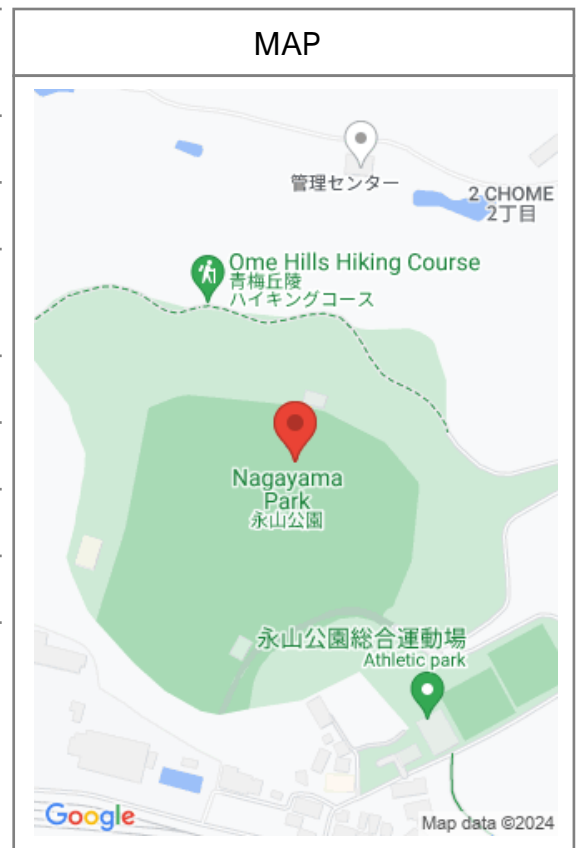 MAP
管理センター
2 CHOME
2丁目
Ome Hills Hiking Course
青梅丘陵
ハイキングコース
Nagayama
Park
永山公園
永山公園総合運動場
Athletic park
Google
Map data ©2024